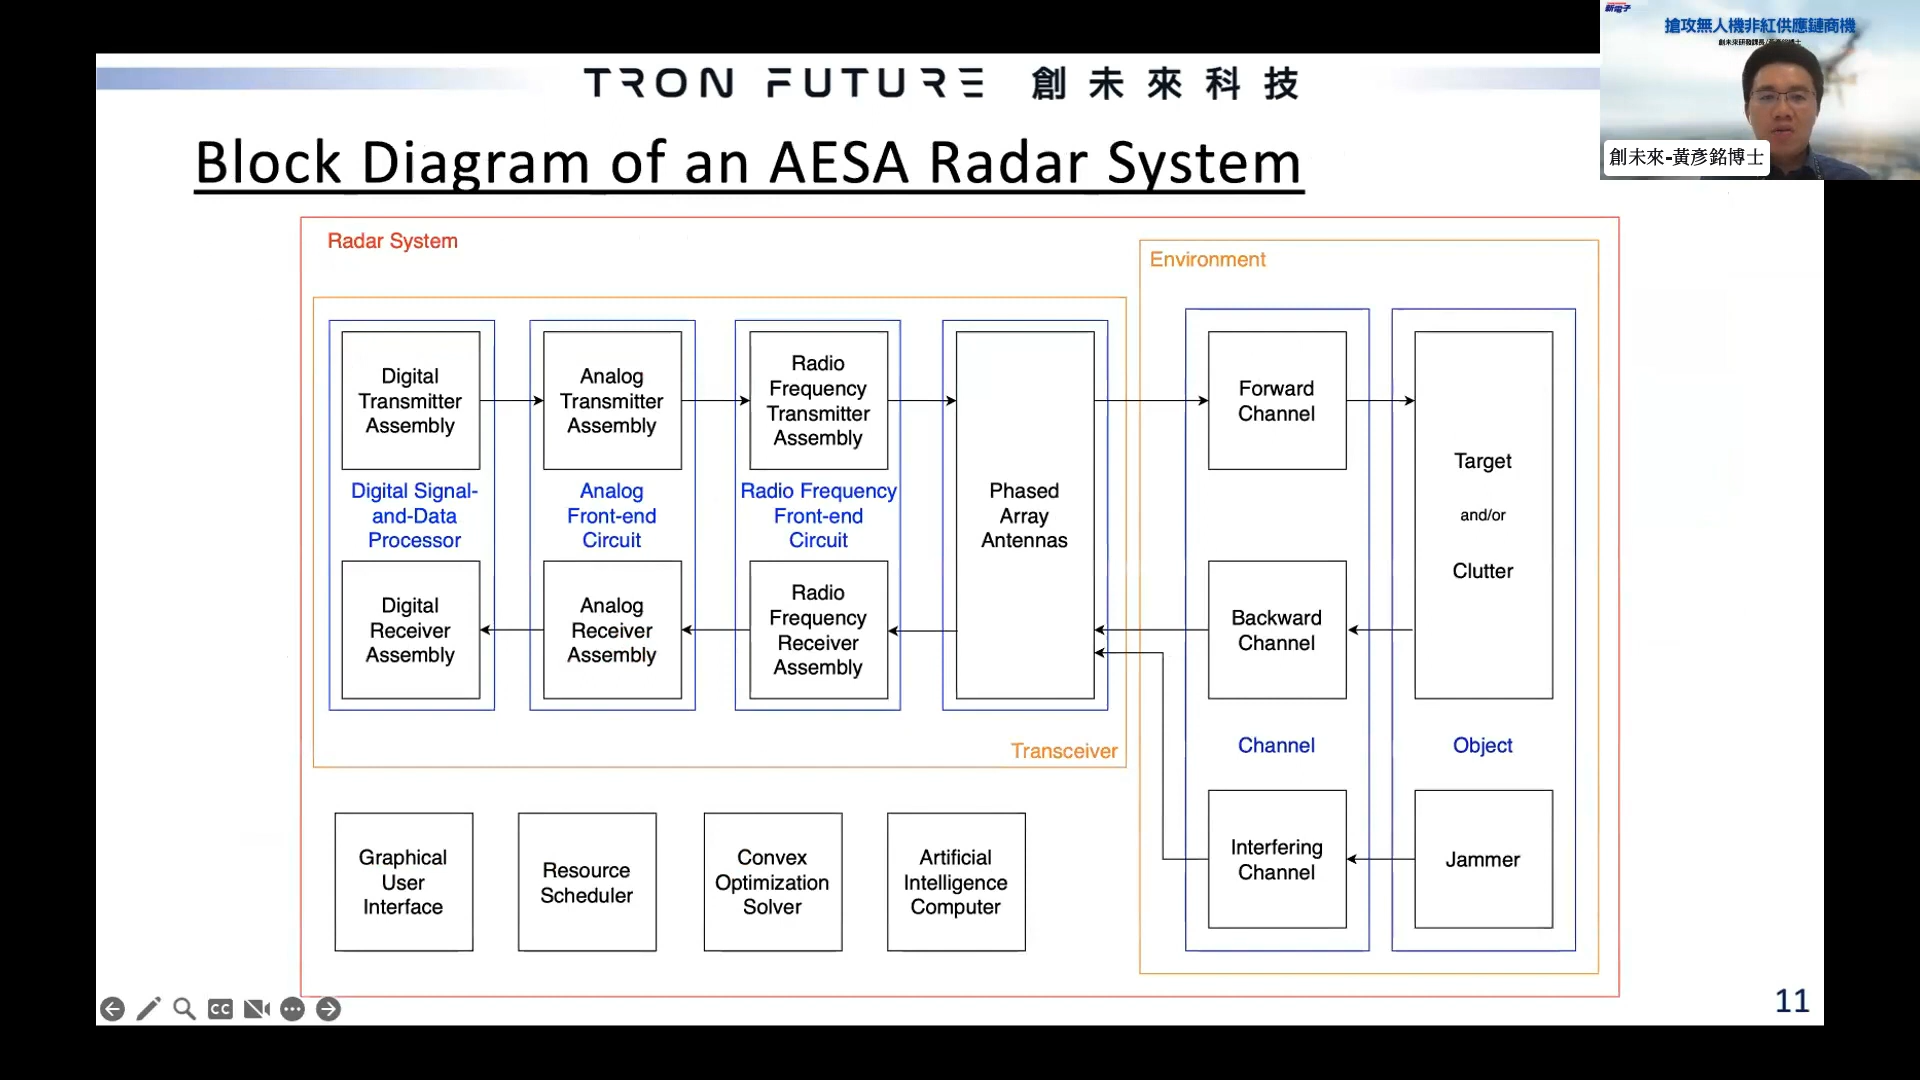 新電子
搶攻無人機非紅供應鏈商機
創未來-黃彥銘博士
TRON FUTURE 創未來科技
Block Diagram of an AESA Radar System
Radar System
Environment
Digital
Transmitter
Assembly
Analog
Transmitter
Assembly
Radio
Frequency
Transmitter
Assembly
Forward
Channel
Target
and/or
Clutter
Digital Signal-
and-Data
Processor
Analog
Front-end
Circuit
Radio Frequency
Front-end
Circuit
Phased
Array
Antennas
Digital
Receiver
Assembly
Analog
Receiver
Assembly
Radio
Frequency
Receiver
Assembly
Backward
Channel
Channel
Object
Transceiver
Graphical
User
Interface
Resource
Scheduler
Convex
Optimization
Solver
Artificial
Intelligence
Computer
Interfering
Channel
Jammer
CC
11